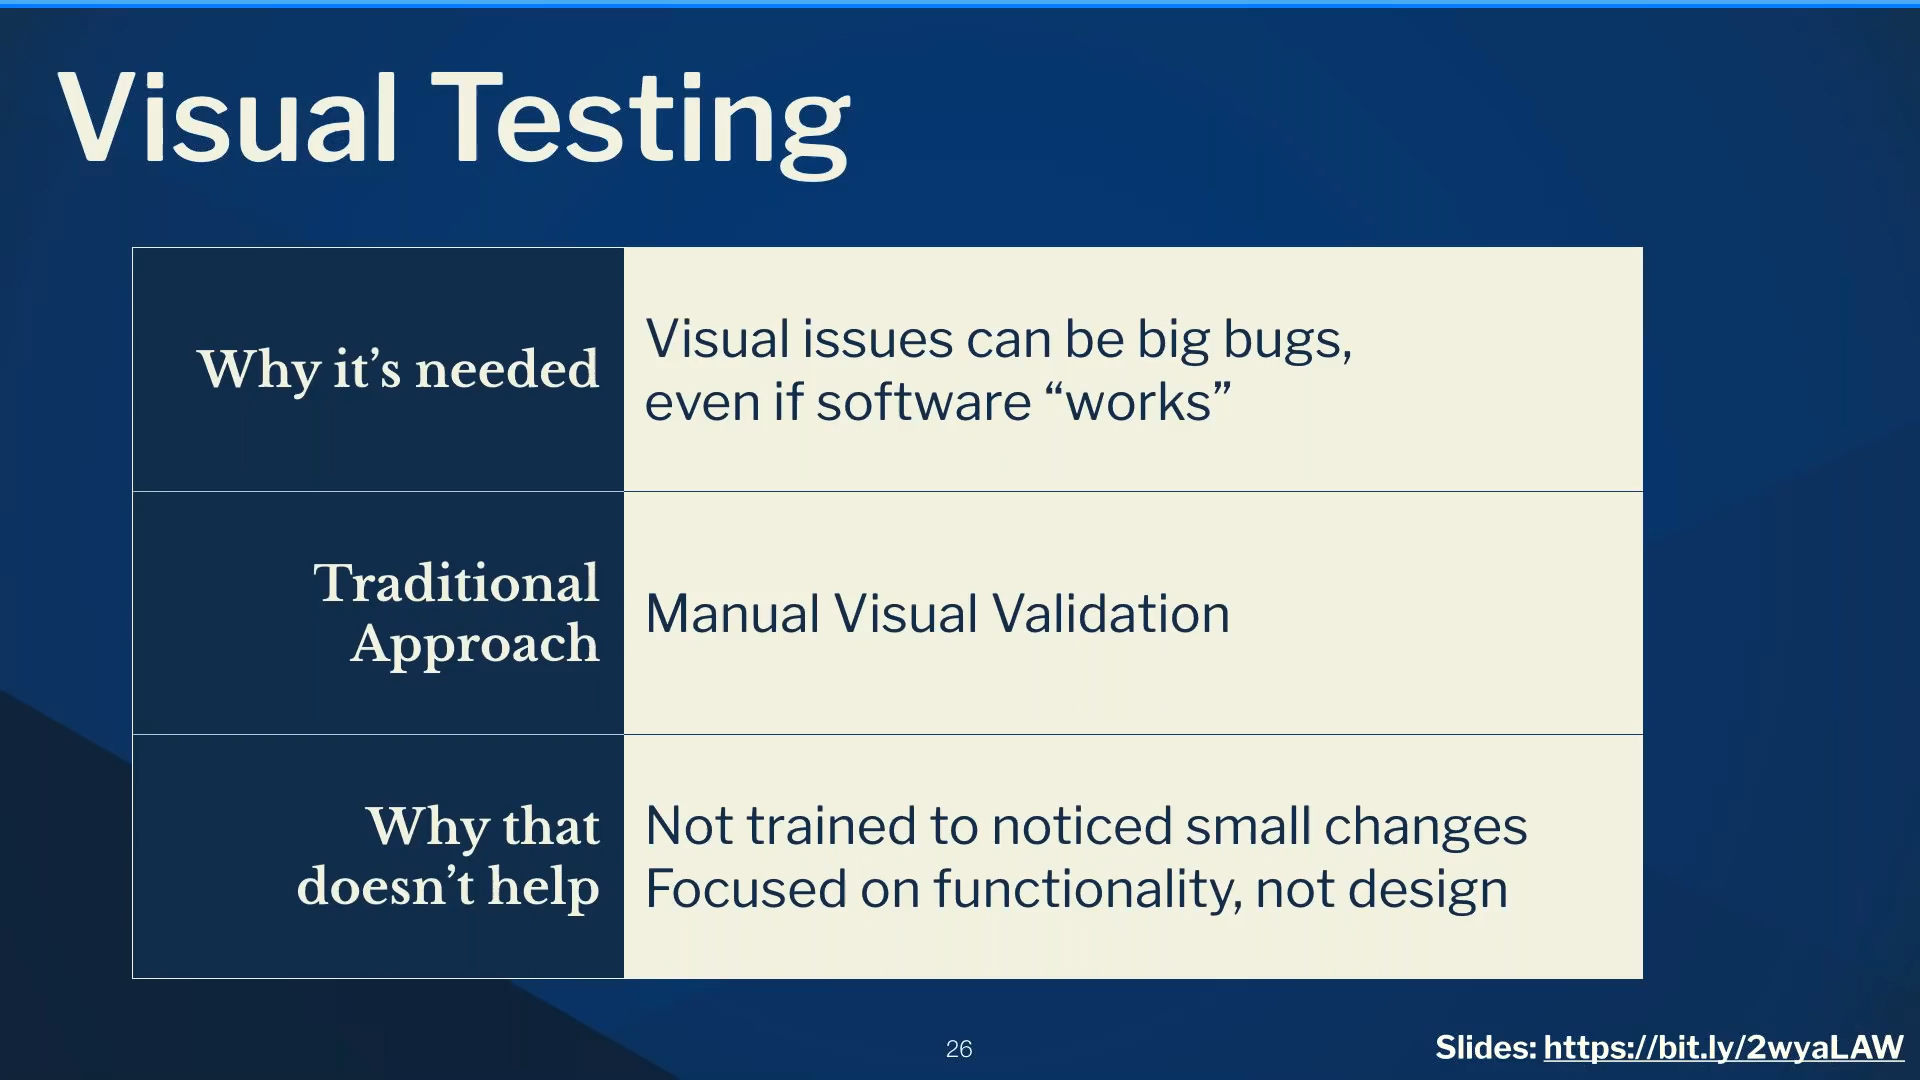 Visual Testing
Why it’s needed
Visual issues can be big bugs,
even if software “works”
Traditional
Approach
Manual Visual Validation
Why that
doesn’t help
Not trained to noticed small changes
Focused on functionality, not design
26
Slides: https://bit.ly/2wyaLAW